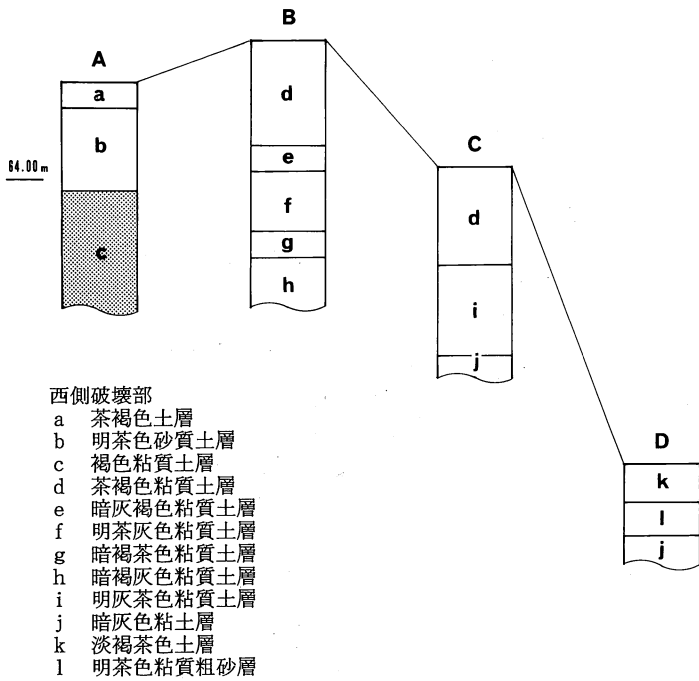 B
A
a
d
b
C
64.00m
e
f
d
c
g
h
i
j
西側破壊部
a 茶褐色土層
b 明茶色砂質土層
c 褐色粘質土層
d 茶褐色粘質土層
e 暗灰褐色粘質土層
f 明茶灰色粘質土層
g 暗褐茶色粘質土層
h 暗褐灰色粘質土層
i 明灰茶色粘質土層
j 暗灰色粘土層
k 淡褐茶色土層
l 明茶色粘質粗砂層
D
k
l
j